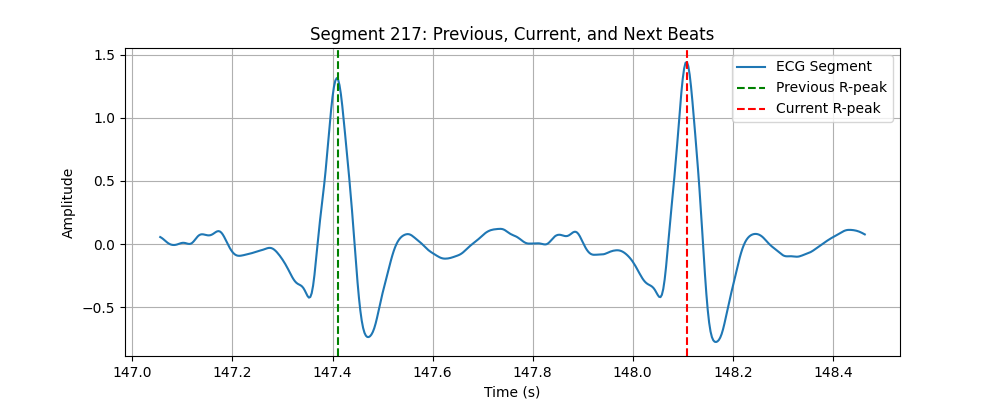 Segment 217: Previous, Current, and Next Beats
1.5
1.0
0.5
0.0
−0.5
Amplitude
ECG Segment
Previous R-peak
Current R-peak
147.0 147.2 147.4 147.6 147.8 148.0 148.2 148.4
Time (s)